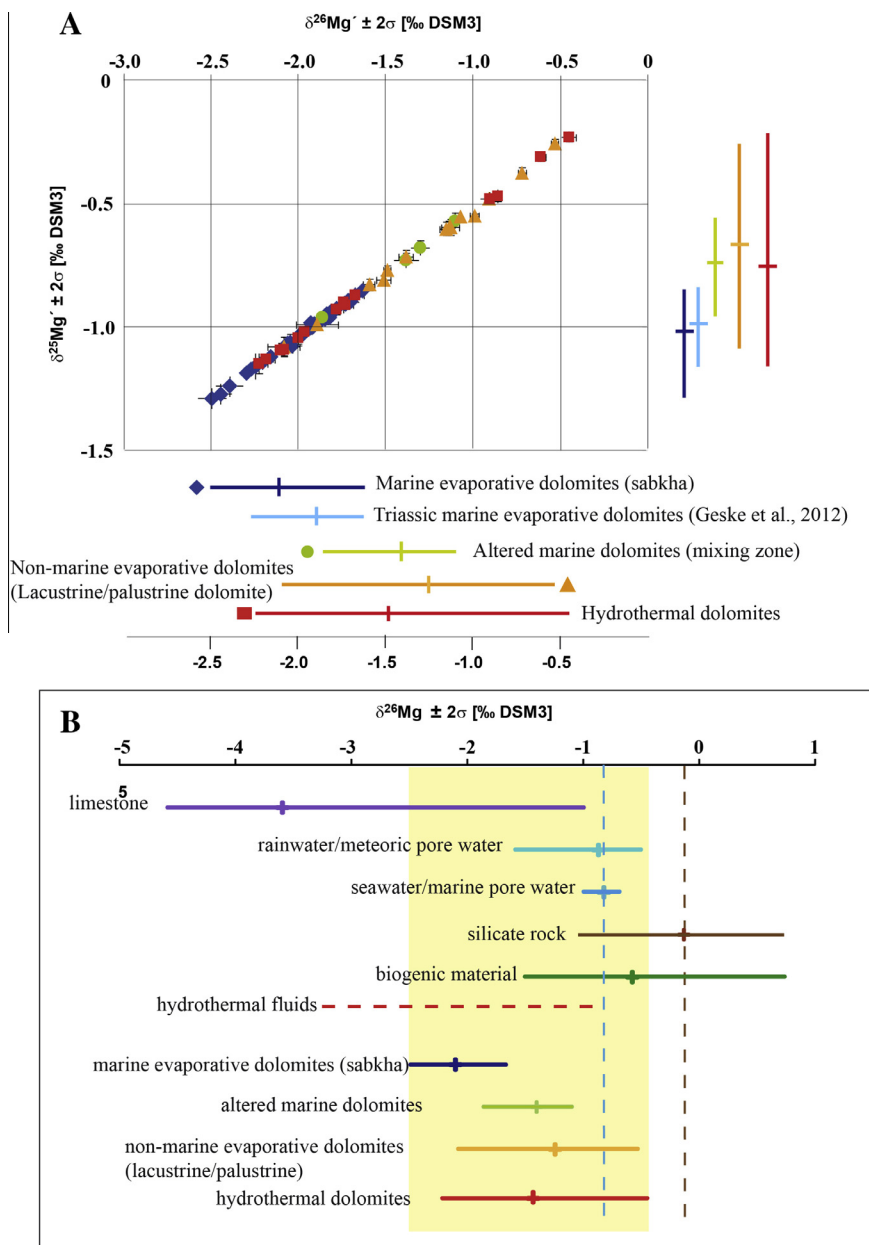 A
δ26Mg´ ± 2σ [‰ DSM3]
-3.0 -2.5 -2.0 -1.5 -1.0 -0.5 0
0
-0.5
-1.0
-1.5
δ25Mg´ ± 2σ [‰ DSM3]
Marine evaporative dolomites (sabkha)
Triassic marine evaporative dolomites (Geske et al., 2012)
Altered marine dolomites (mixing zone)
Non-marine evaporative dolomites
(Lacustrine/palustrine dolomite)
Hydrothermal dolomites
-2.5 -2.0 -1.5 -1.0 -0.5
B
δ26Mg ± 2σ [‰ DSM3]
-5 -4 -3 -2 -1 0 1
5
limestone
rainwater/meteoric pore water
seawater/marine pore water
silicate rock
biogenic material
hydrothermal fluids
marine evaporative dolomites (sabkha)
altered marine dolomites
non-marine evaporative dolomites
(lacustrine/palustrine)
hydrothermal dolomites